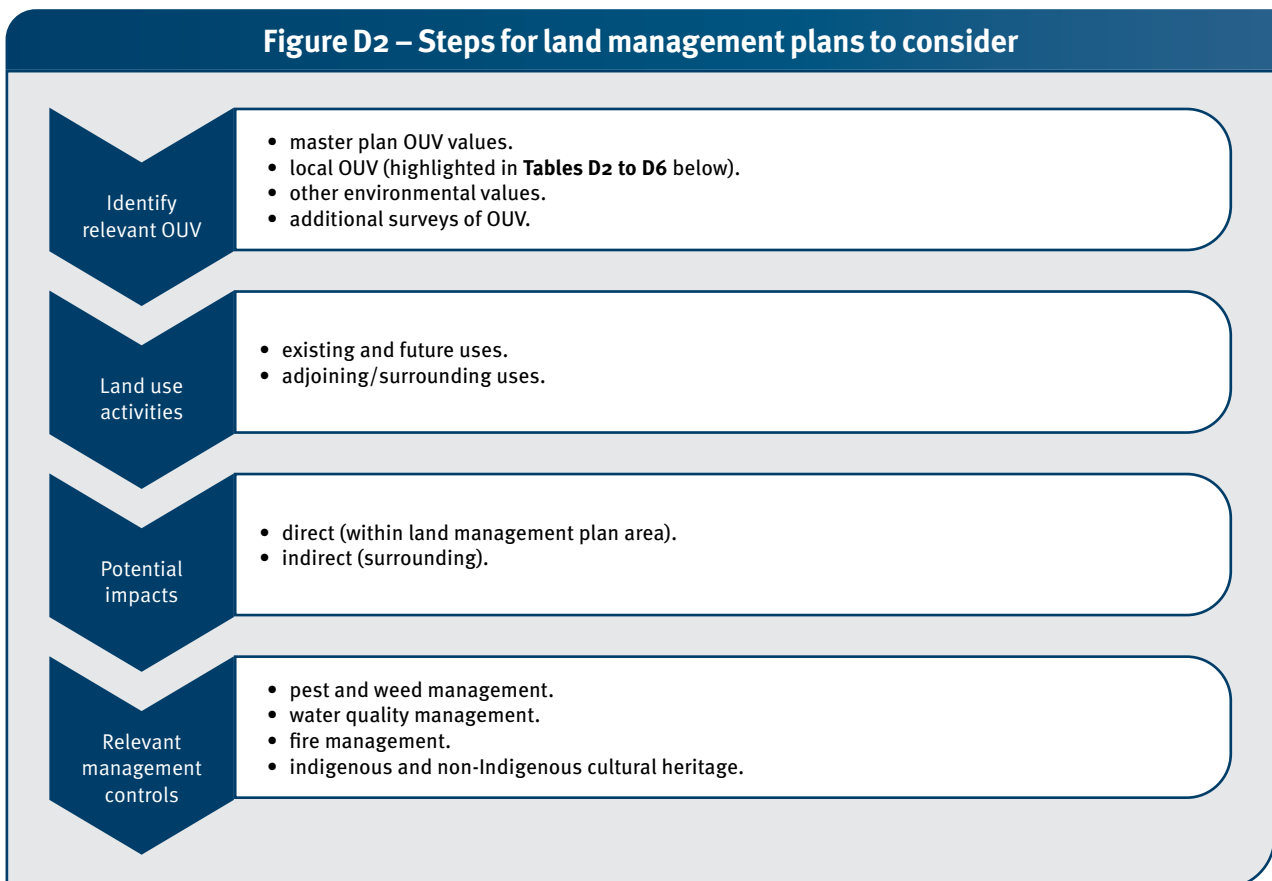 Figure D2 – Steps for land management plans to consider
Identify
relevant OUV
• master plan OUV values.
• local OUV (highlighted in Tables D2 to D6 below).
• other environmental values.
• additional surveys of OUV.
Land use
activities
• existing and future uses.
• adjoining/surrounding uses.
Potential
impacts
• direct (within land management plan area).
• indirect (surrounding).
Relevant
management
controls
• pest and weed management.
• water quality management.
• fire management.
• indigenous and non-Indigenous cultural heritage.